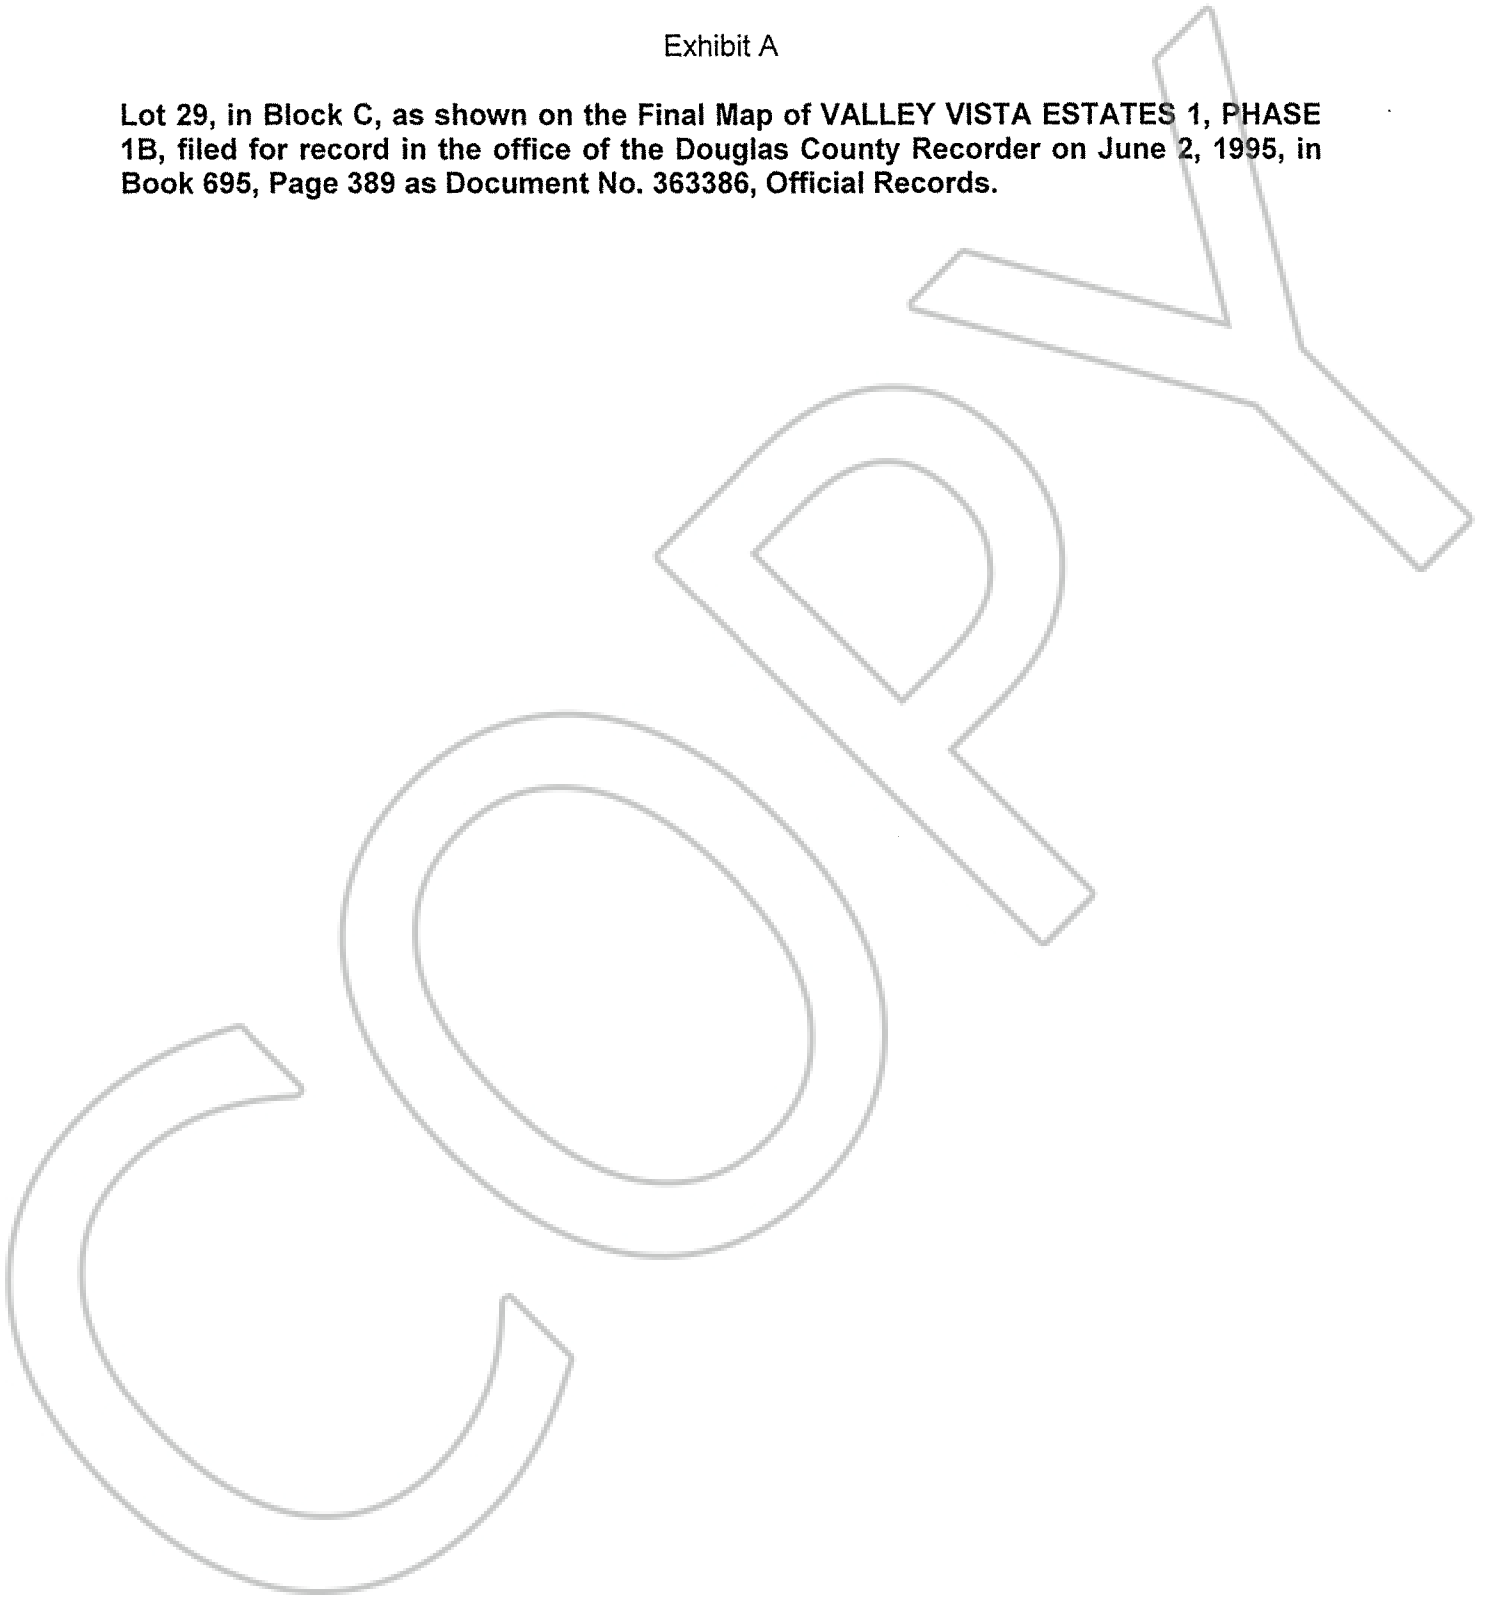 Exhibit A
Lot 29, in Block C, as shown on the Final Map of VALLEY VISTA ESTATES 1, PHASE
1B, filed for record in the office of the Douglas County Recorder on June 2, 1995, in
Book 695, Page 389 as Document No. 363386, Official Records.
COPY